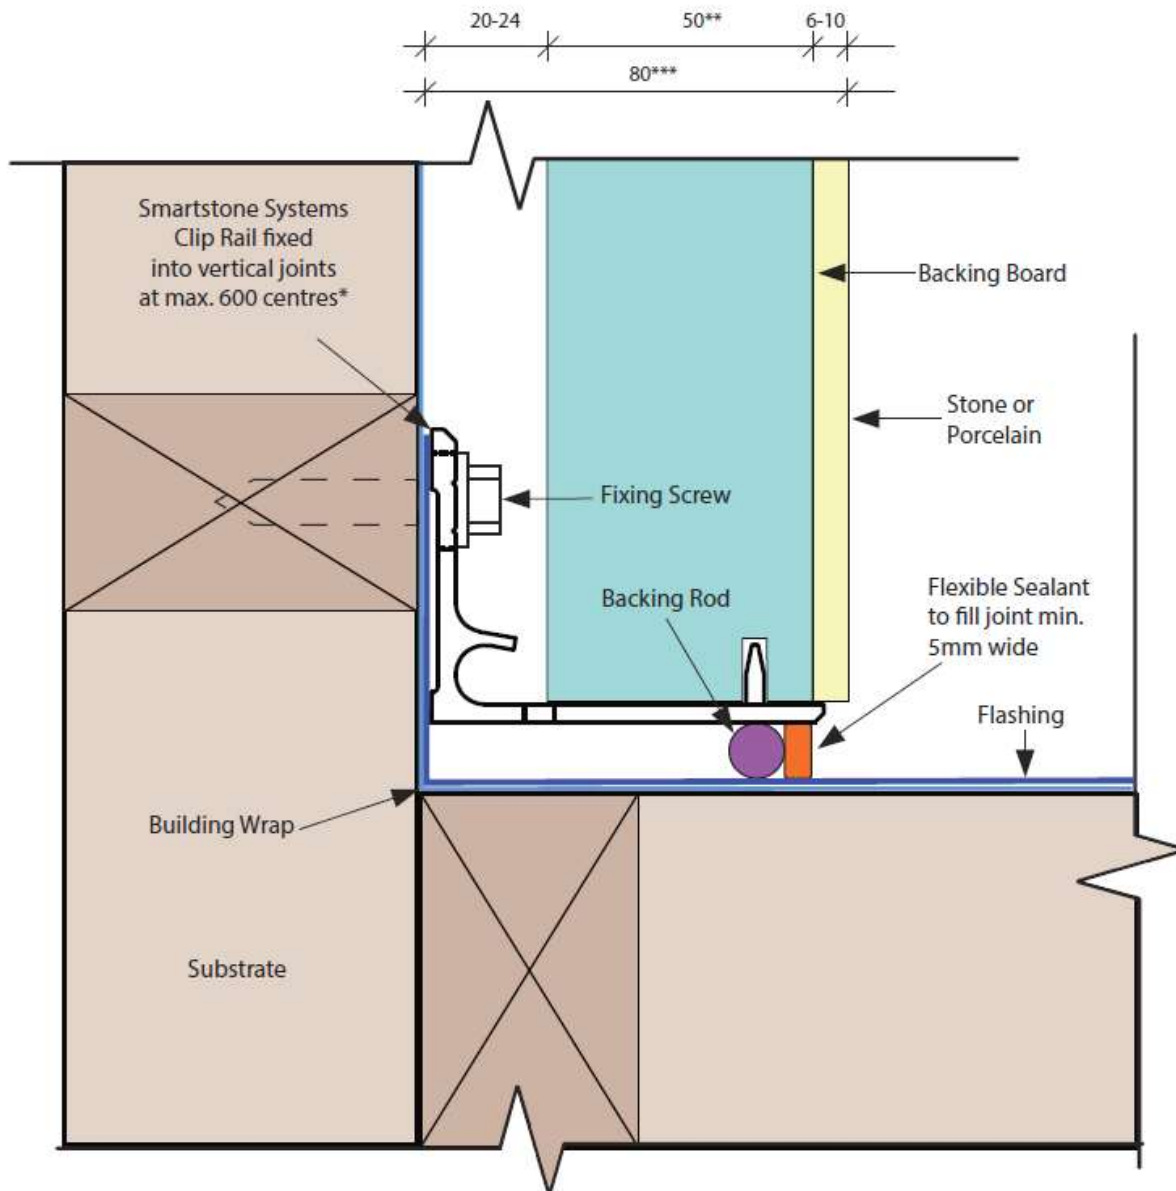 20-24
50**
6-10
80***
Smartstone Systems
Clip Rail fixed
into vertical joints
at max. 600 centres*
Backing Board
Stone or
Porcelain
Fixing Screw
Backing Rod
Flexible Sealant
to fill joint min.
5mm wide
Flashing
Building Wrap
Substrate